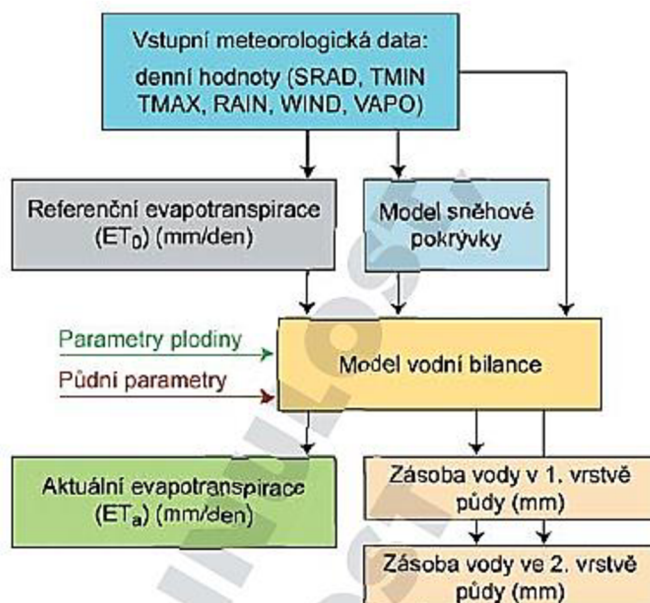 Vstupní meteorologická data:
denní hodnoty (SRAD, TMIN
TMAX, RAIN, WIND, VAPO)
Referenční evapotranspirace
(ET0) (mm/den)
Model sněhové
pokrývky
Parametry plodiny
Půdní parametry
Model vodní bilance
Aktuální evapotranspirace
(ETa) (mm/den)
Zásoba vody v 1. vrstvě
půdy (mm)
Zásoba vody ve 2. vrstvě
půdy (mm)